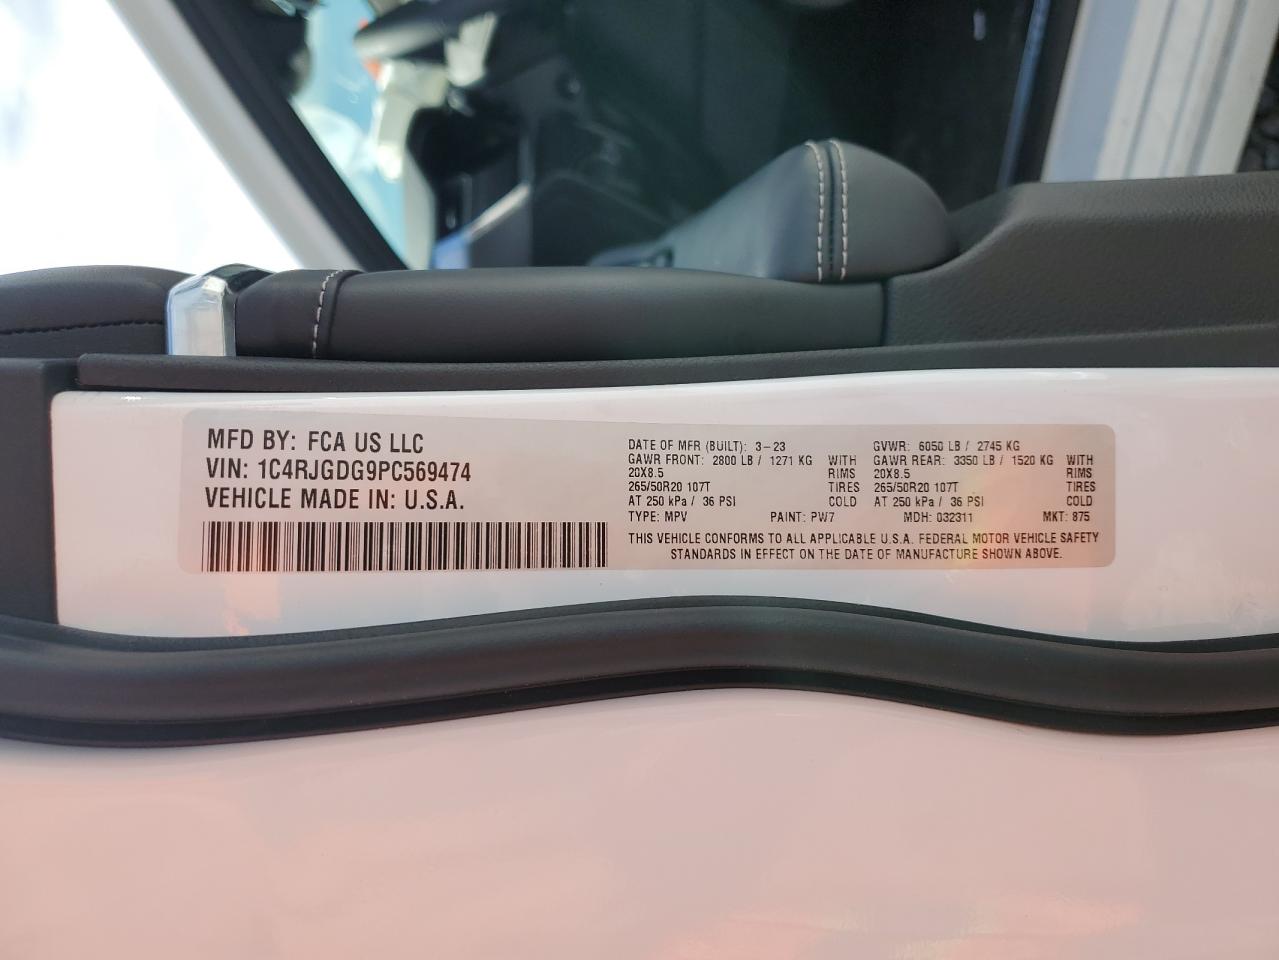 MFD BY: FCA US LLC
VIN: 1C4RJGDG9PC569474
VEHICLE MADE IN: U.S.A.
DATE OF MFR (BUILT): 3-23 GVWR: 6050 LB / 2745 KG
GAWR FRONT: 2800 LB / 1271 KG WITH GAWR REAR: 3350 LB / 1520 KG WITH
20X8.5 RIMS 20X8.5 RIMS
265/50R20 107T TIRES 265/50R20 107T TIRES
AT 250 kPa / 36 PSI COLD AT 250 kPa / 36 PSI COLD
TYPE: MPV PAINT: PW7 MDH: 032311 MKT: 875
THIS VEHICLE CONFORMS TO ALL APPLICABLE U.S.A. FEDERAL MOTOR VEHICLE SAFETY
STANDARDS IN EFFECT ON THE DATE OF MANUFACTURE SHOWN ABOVE.